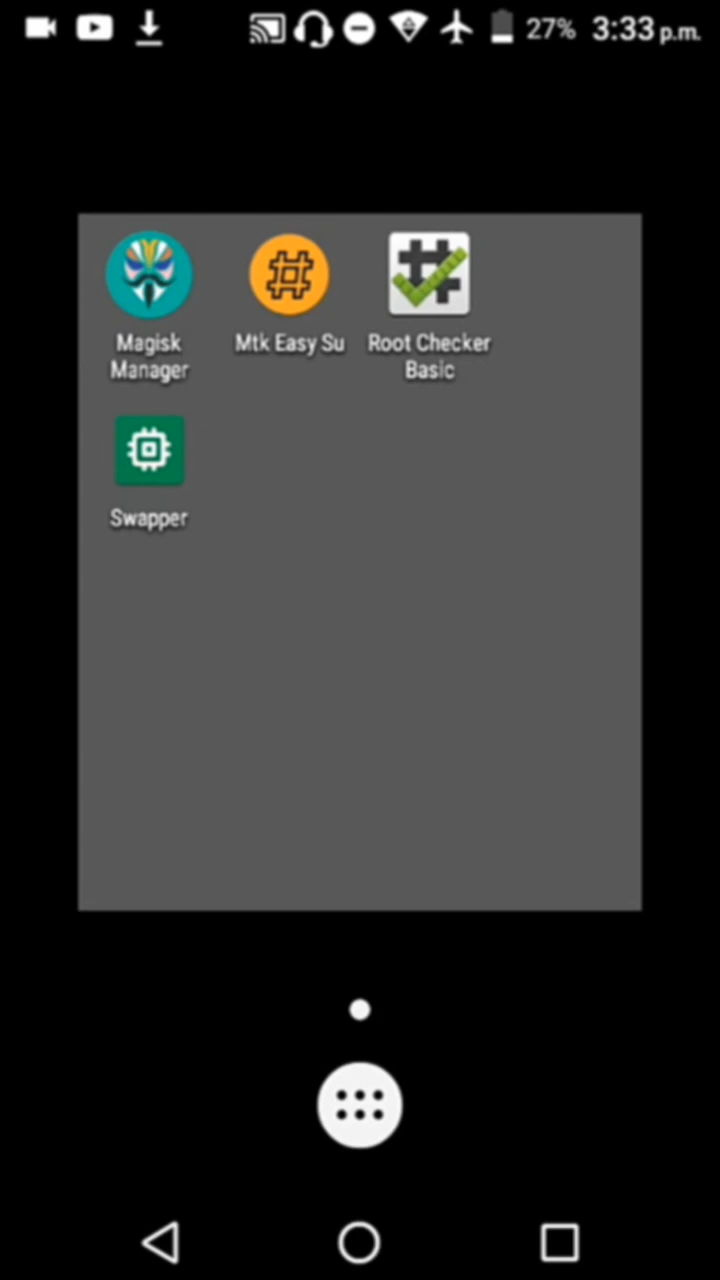 27% 3:33 p.m.
Magisk Manager
Mtk Easy Su
Root Checker Basic
Swapper